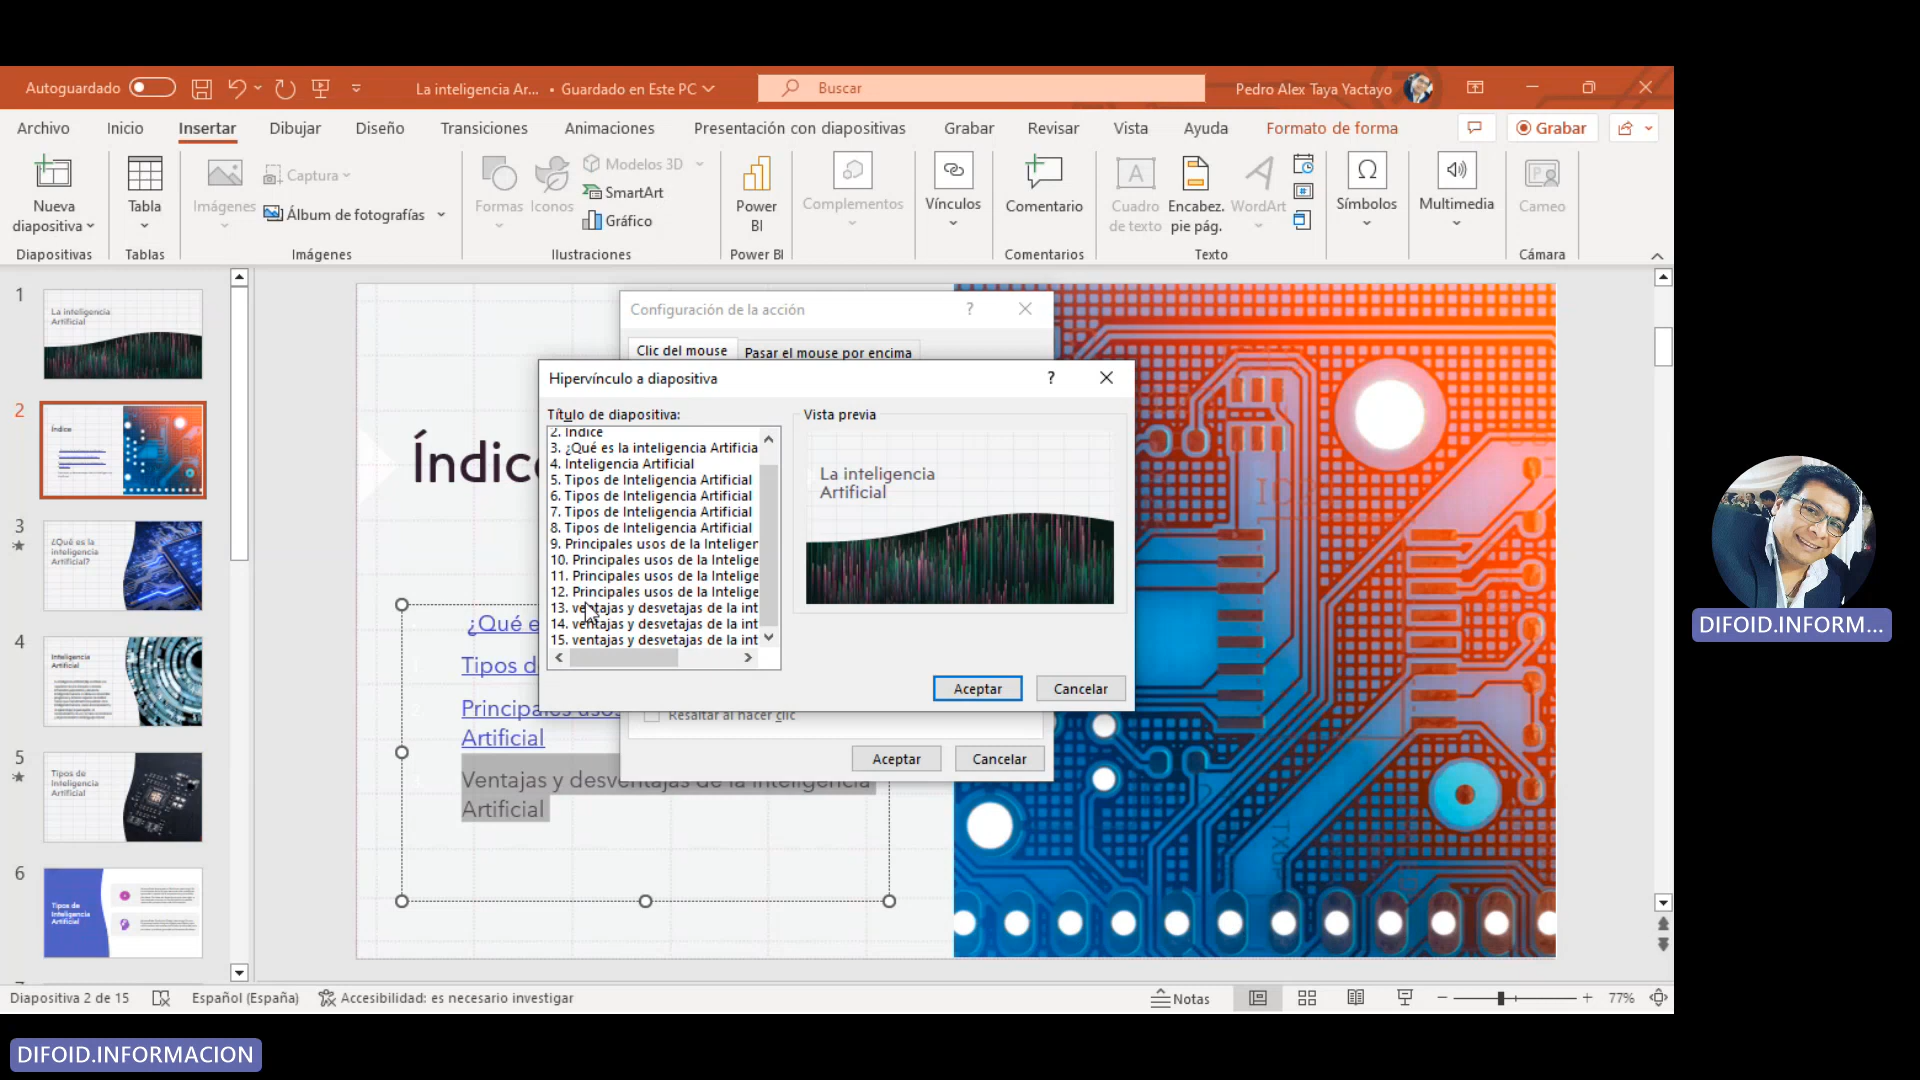 Autoguardado
La inteligencia Ar... • Guardado en Este PC
Buscar
Pedro Alex Taya Yactayo
Archivo Inicio Insertar Dibujar Diseño Transiciones Animaciones Presentación con diapositivas Grabar Revisar Vista Ayuda Formato de forma Grabar
Nueva diapositiva
Diapositivas
Tabla
Tablas
Imágenes
Captura
Álbum de fotografías
Imágenes
Formas
Iconos
Modelos 3D
SmartArt
Gráfico
Ilustraciones
Power BI
Power BI
Complementos
Vínculos
Comentario
Comentarios
Cuadro de texto
Encabez. pie pág.
WordArt
Texto
Símbolos
Multimedia
Cameo
Cámara
1
La inteligencia
Artificial
2
Índice
3
¿Qué es la
inteligencia
Artificial?
4
Inteligencia
Artificial
5
Tipos de
Inteligencia
Artificial
6
Tipos de
Inteligencia
Artificial
Índice
¿Qué e
Tipos d
Principales usos
Artificial
Ventajas y desventajas de la inteligencia
Artificial
Configuración de la acción
?
Clic del mouse
Pasar el mouse por encima
Hipervínculo a diapositiva
?
Título de diapositiva:
2. Índice
3. ¿Qué es la inteligencia Artificia
4. Inteligencia Artificial
5. Tipos de Inteligencia Artificial
6. Tipos de Inteligencia Artificial
7. Tipos de Inteligencia Artificial
8. Tipos de Inteligencia Artificial
9. Principales usos de la Inteliger
10. Principales usos de la Intelige
11. Principales usos de la Intelige
12. Principales usos de la Intelige
13. ventajas y desvetajas de la int
14. ventajas y desvetajas de la int
15. ventajas y desvetajas de la int
Vista previa
La inteligencia
Artificial
Aceptar
Cancelar
Resaltar al hacer clic
Aceptar
Cancelar
Diapositiva 2 de 15
Español (España)
Accesibilidad: es necesario investigar
Notas
77%
DIFOID.INFORM...
DIFOID.INFORMACION